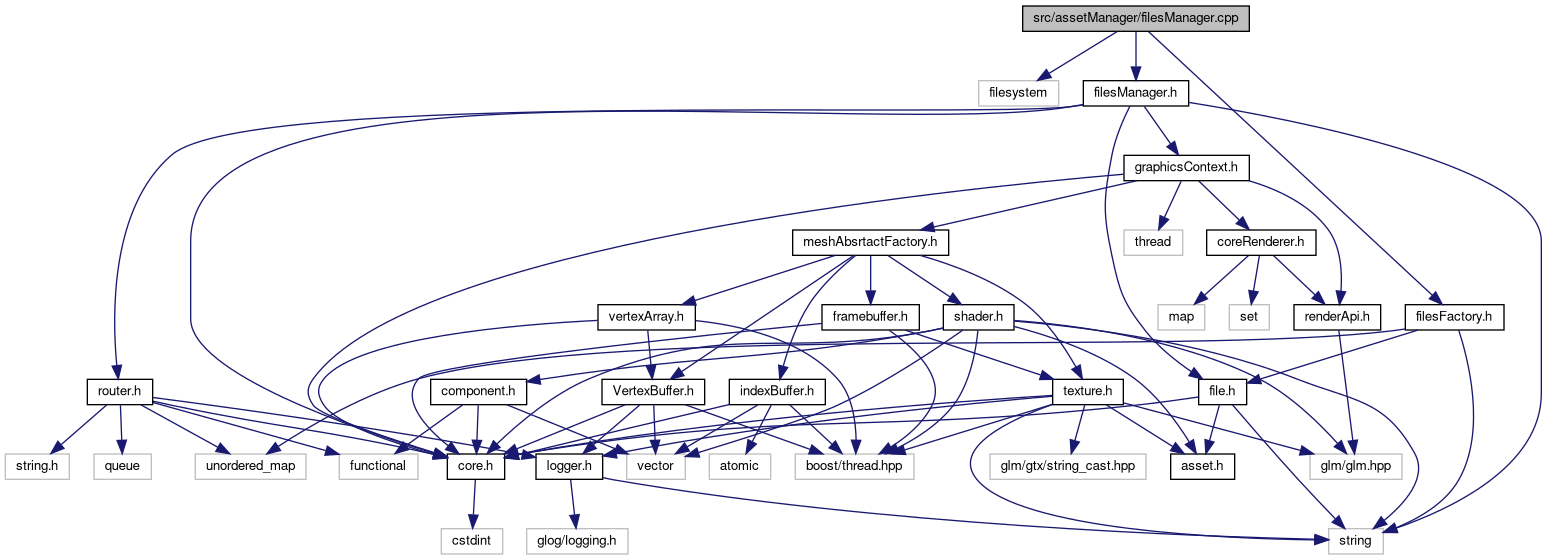 src/assetManager/filesManager.cpp
filesystem
filesManager.h
graphicsContext.h
meshAbsrtactFactory.h
thread
coreRenderer.h
vertexArray.h
framebuffer.h
shader.h
map
set
renderApi.h
filesFactory.h
router.h
component.h
VertexBuffer.h
indexBuffer.h
texture.h
file.h
string.h
queue
unordered_map
functional
core.h
logger.h
vector
atomic
boost/thread.hpp
glm/gtx/string_cast.hpp
asset.h
glm/glm.hpp
cstdint
glog/logging.h
string